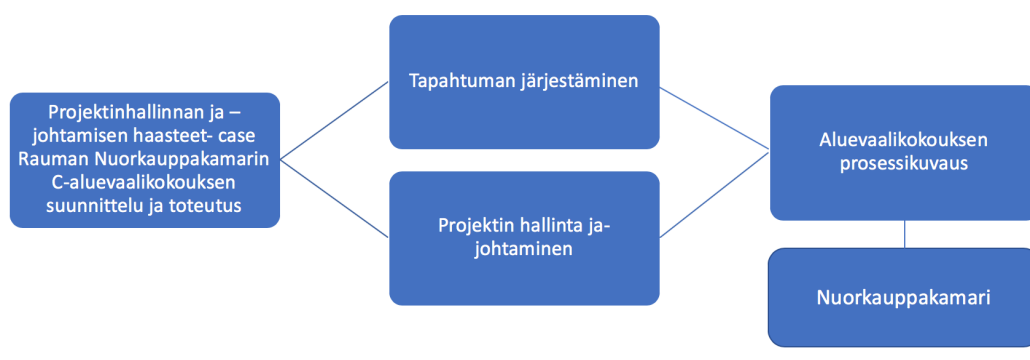 Projektinhallinnan ja –
johtamisen haasteet- case
Rauman Nuorkauppakamarin
C-aluevaalikokouksen
suunnittelu ja toteutus
Tapahtuman järjestäminen
Projektin hallinta ja-
johtaminen
Aluevaalikokouksen
prosessikuvaus
Nuorkauppakamari